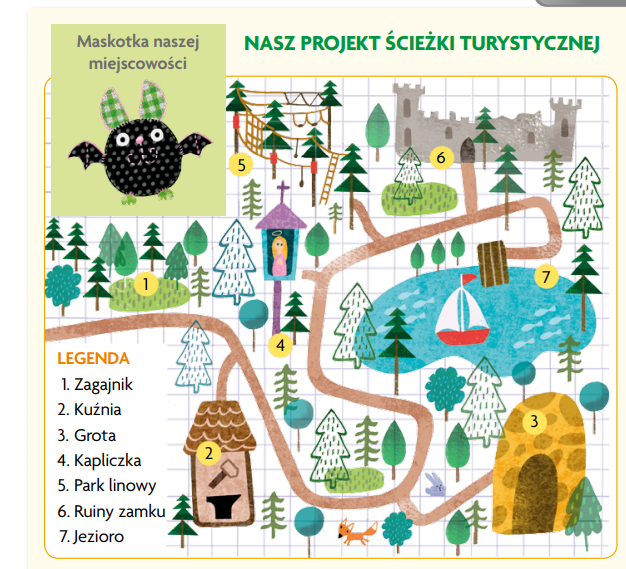 Maskotka naszej
miejscowości
NASZ PROJEKT ŚCIEŻKI TURYSTYCZNEJ
5
6
1
7
4
3
2
LEGENDA
1. Zagajnik
2. Kuźnia
3. Grota
4. Kapliczka
5. Park linowy
6. Ruiny zamku
7. Jezioro